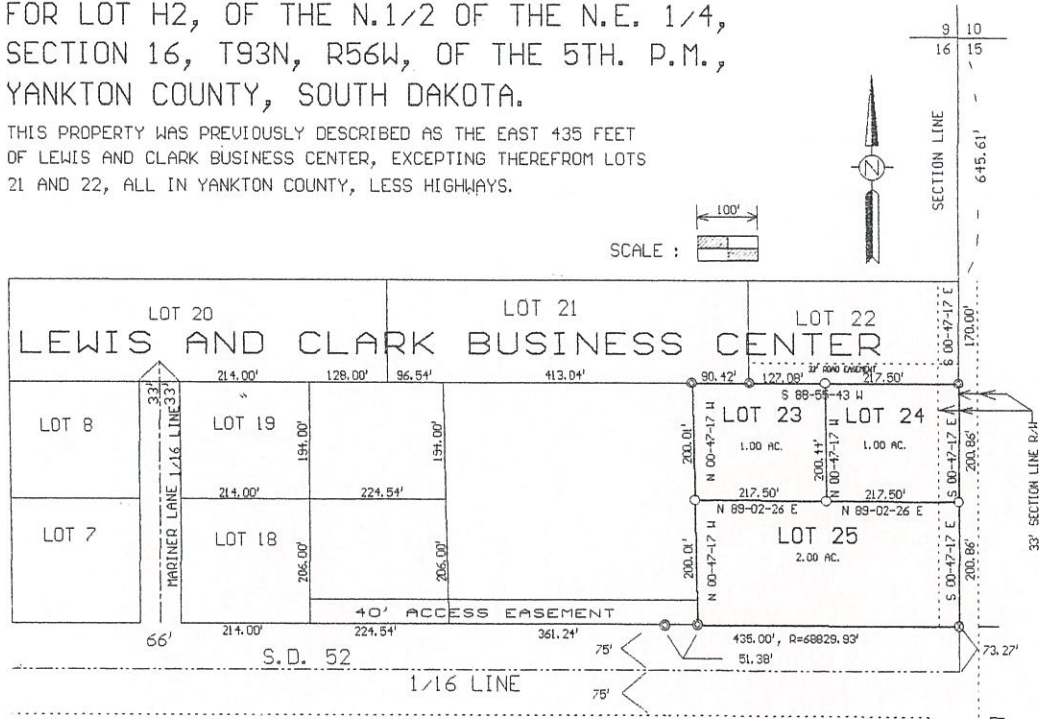 FOR LOT H2, OF THE N.1/2 OF THE N.E. 1/4,
SECTION 16, T93N, R56W, OF THE 5TH. P.M.,
YANKTON COUNTY, SOUTH DAKOTA.
THIS PROPERTY WAS PREVIOUSLY DESCRIBED AS THE EAST 435 FEET
OF LEWIS AND CLARK BUSINESS CENTER, EXCEPTING THEREFROM LOTS
21 AND 22, ALL IN YANKTON COUNTY, LESS HIGHWAYS.
9 10
16 15
SECTION LINE
645.61'
N
SCALE :
100'
LOT 20
LOT 21
LOT 22
LEWIS AND CLARK BUSINESS CENTER
S 00-47-17 E
170.00'
33' ROAD EASEMENT
214.00'
128.00'
96.54'
413.04'
90.42'
127.08'
217.50'
S 88-55-43 W
33'
33'
MARINER LANE 1/16 LINE
LOT 8
LOT 19
194.00'
194.00'
200.01'
N 00-47-17 W
LOT 23
1.00 AC.
200.44'
N 00-47-17 W
LOT 24
1.00 AC.
S 00-47-17 E
200.86'
33' SECTION LINE R/W
214.00'
224.54'
217.50'
217.50'
N 89-02-26 E
N 89-02-26 E
LOT 7
LOT 18
206.00'
206.00'
200.01'
N 00-47-17 W
LOT 25
2.00 AC.
S 00-47-17 E
200.86'
40' ACCESS EASEMENT
66'
214.00'
224.54'
361.24'
435.00', R=68829.93'
51.38'
75'
73.27'
S.D. 52
1/16 LINE
75'